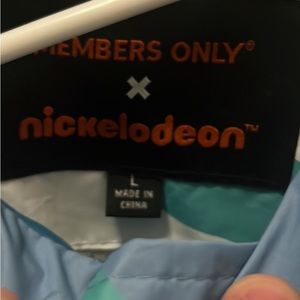 MEMBERS ONLY®
X
nickelodeon™
L
MADE IN
CHINA